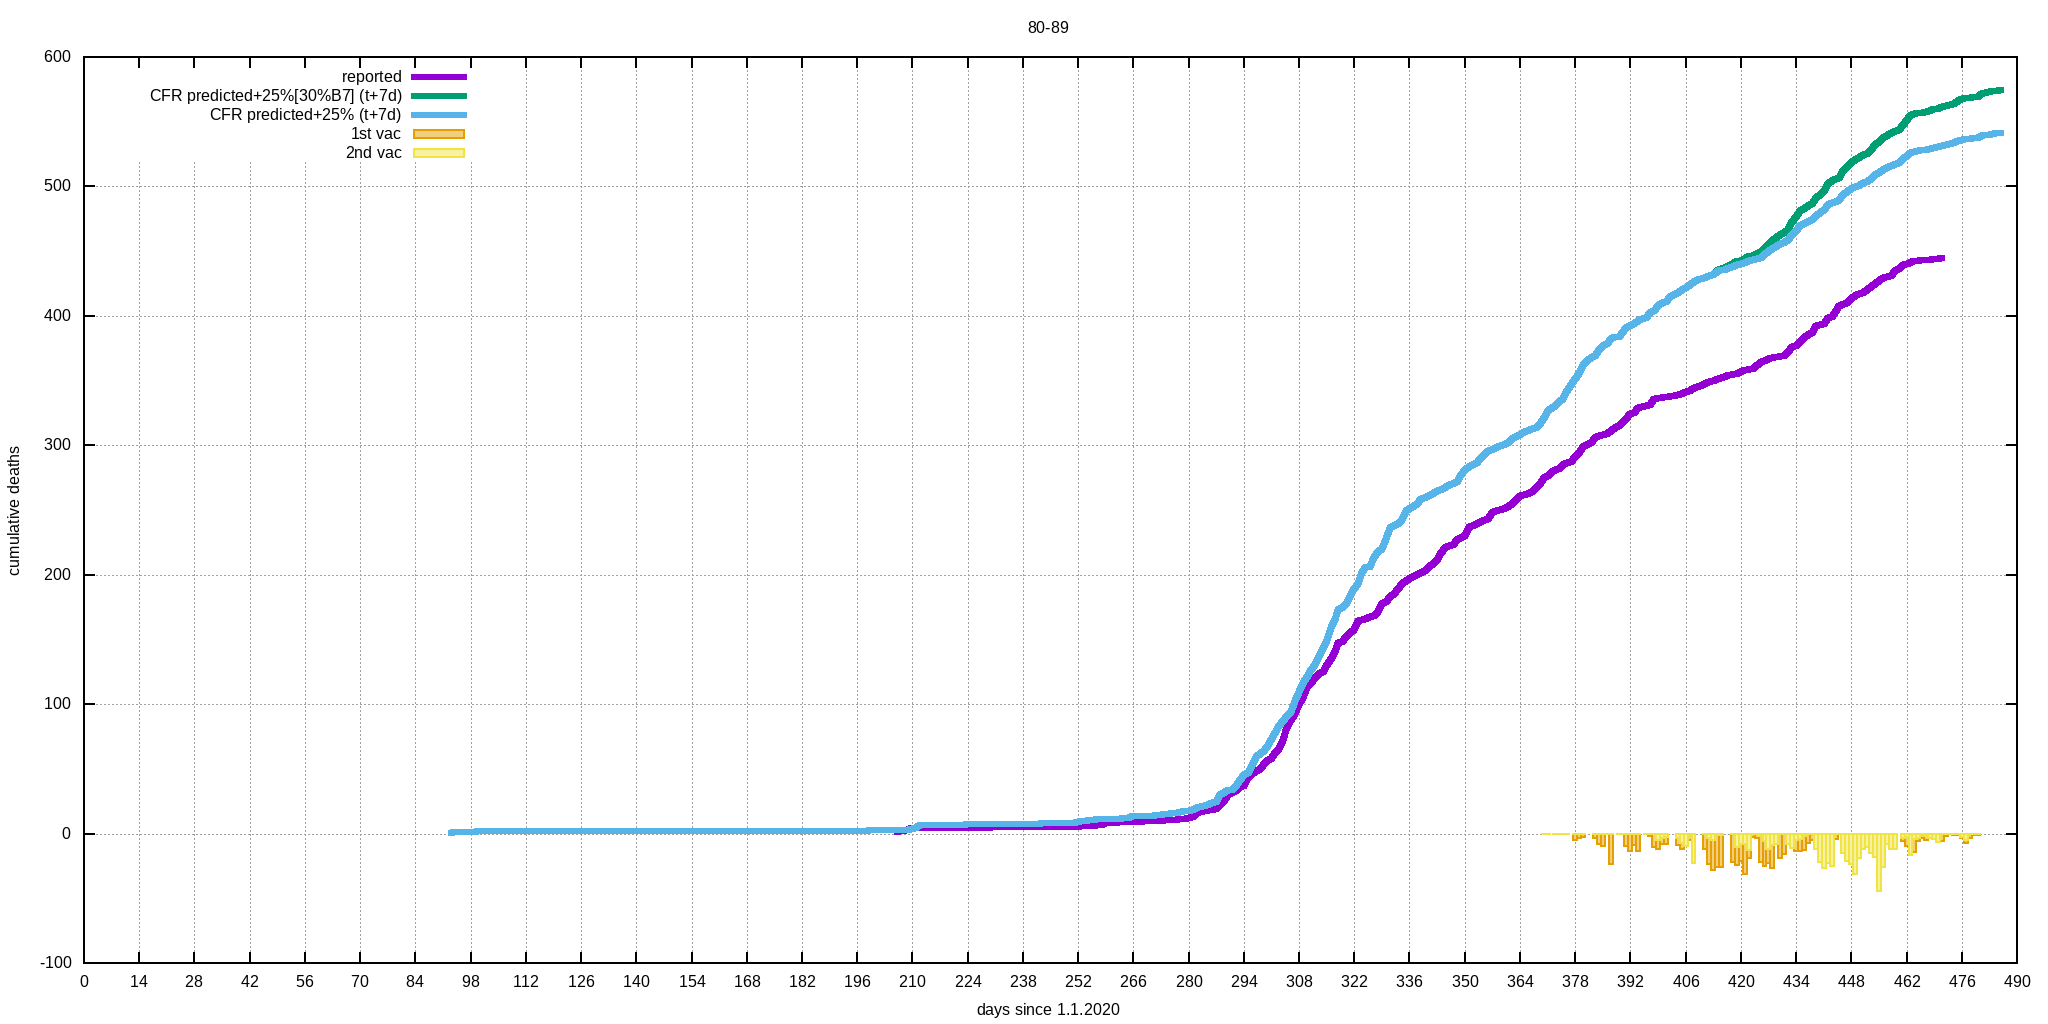 80-89
600
500
400
300
200
100
0
-100
cumulative deaths
reported
CFR predicted+25%[30%B7] (t+7d)
CFR predicted+25% (t+7d)
1st vac
2nd vac
0 14 28 42 56 70 84 98 112 126 140 154 168 182 196 210 224 238 252 266 280 294 308 322 336 350 364 378 392 406 420 434 448 462 476 490
days since 1.1.2020